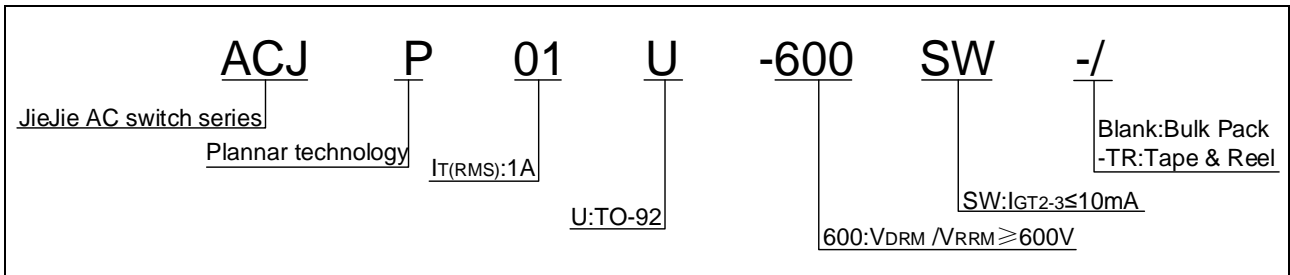 ACJ P 01 U -600 SW -/
JieJie AC switch series
Plannar technology
IT(RMS):1A
U:TO-92
600:VDRM /VRRM≥600V
SW:IGT2-3≤10mA
Blank:Bulk Pack
-TR:Tape & Reel